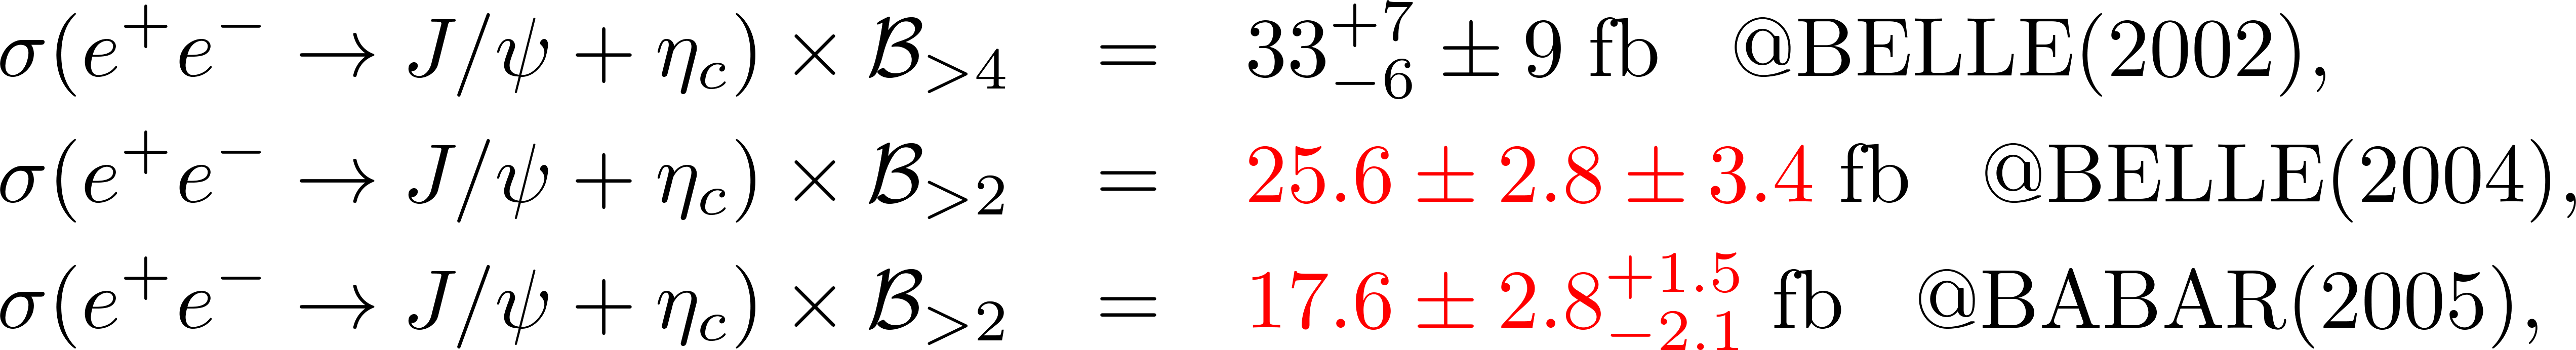 σ(e⁺e⁻ → J/ψ + η_c) × ℬ_{>4} = 33^{+7}_{−6} ± 9 fb @BELLE(2002),
σ(e⁺e⁻ → J/ψ + η_c) × ℬ_{>2} = 25.6 ± 2.8 ± 3.4 fb @BELLE(2004),
σ(e⁺e⁻ → J/ψ + η_c) × ℬ_{>2} = 17.6 ± 2.8^{+1.5}_{−2.1} fb @BABAR(2005),